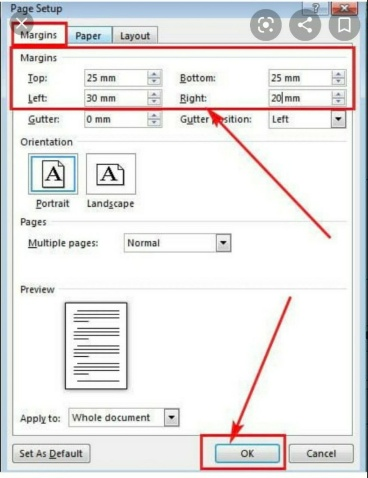 Page Setup
Margins Paper Layout
Margins
Top: 25 mm Bottom: 25 mm
Left: 30 mm Right: 20 mm
Gutter: 0 mm Gutter position: Left
Orientation
A A
Portrait Landscape
Pages
Multiple pages: Normal
Preview
Apply to: Whole document
Set As Default OK Cancel